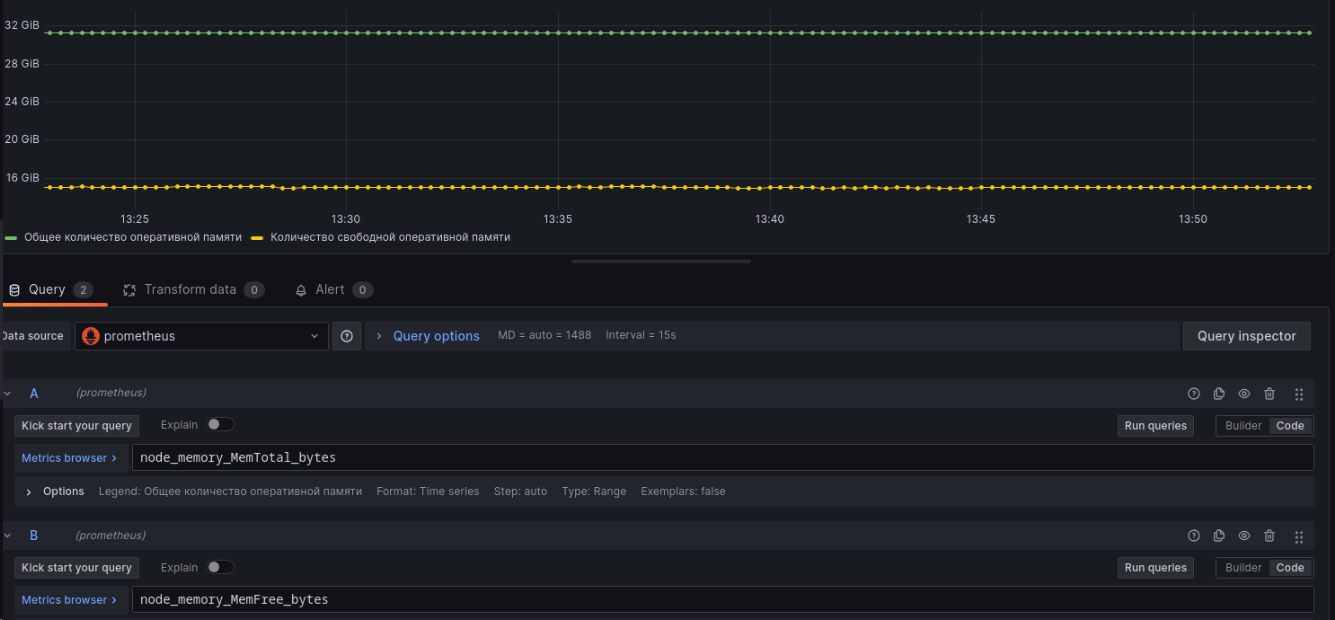 32 GiB
28 GiB
24 GiB
20 GiB
16 GiB
13:25 13:30 13:35 13:40 13:45 13:50
Общее количество оперативной памяти Количество свободной оперативной памяти
Query 2 Transform data 0 Alert 0
Data source prometheus Query options MD = auto = 1488 Interval = 15s Query inspector
A (prometheus)
Kick start your query Explain Run queries Builder Code
Metrics browser > node_memory_MemTotal_bytes
Options Legend: Общее количество оперативной памяти Format: Time series Step: auto Type: Range Exemplars: false
B (prometheus)
Kick start your query Explain Run queries Builder Code
Metrics browser > node_memory_MemFree_bytes